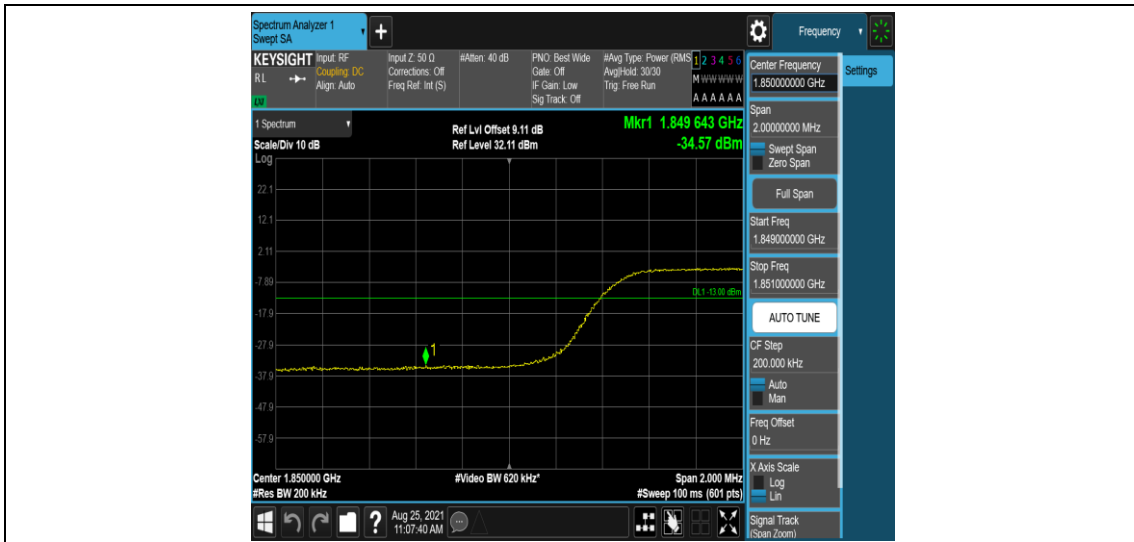 Spectrum Analyzer 1
Swept SA
+
Frequency
KEYSIGHT
RL
LXI
Input: RF
Coupling: DC
Align: Auto
Input Z: 50 Ω
Corrections: Off
Freq Ref: Int (S)
#Atten: 40 dB
PNO: Best Wide
Gate: Off
IF Gain: Low
Sig Track: Off
#Avg Type: Power (RMS
Avg|Hold: 30/30
Trig: Free Run
1 2 3 4 5 6
M W W W W W
A A A A A A
1 Spectrum
Scale/Div 10 dB
Ref Lvl Offset 9.11 dB
Ref Level 32.11 dBm
Mkr1 1.849 643 GHz
-34.57 dBm
Log
22.1
12.1
2.11
-7.89
-17.9
-27.9
-37.9
-47.9
-57.9
DL1 -13.00 dBm
1
Center 1.850000 GHz
#Res BW 200 kHz
#Video BW 620 kHz*
Span 2.000 MHz
#Sweep 100 ms (601 pts)
Center Frequency
1.850000000 GHz
Settings
Span
2.00000000 MHz
Swept Span
Zero Span
Full Span
Start Freq
1.849000000 GHz
Stop Freq
1.851000000 GHz
AUTO TUNE
CF Step
200.000 kHz
Auto
Man
Freq Offset
0 Hz
X Axis Scale
Log
Lin
Signal Track
(Span Zoom)
?
Aug 25, 2021
11:07:40 AM